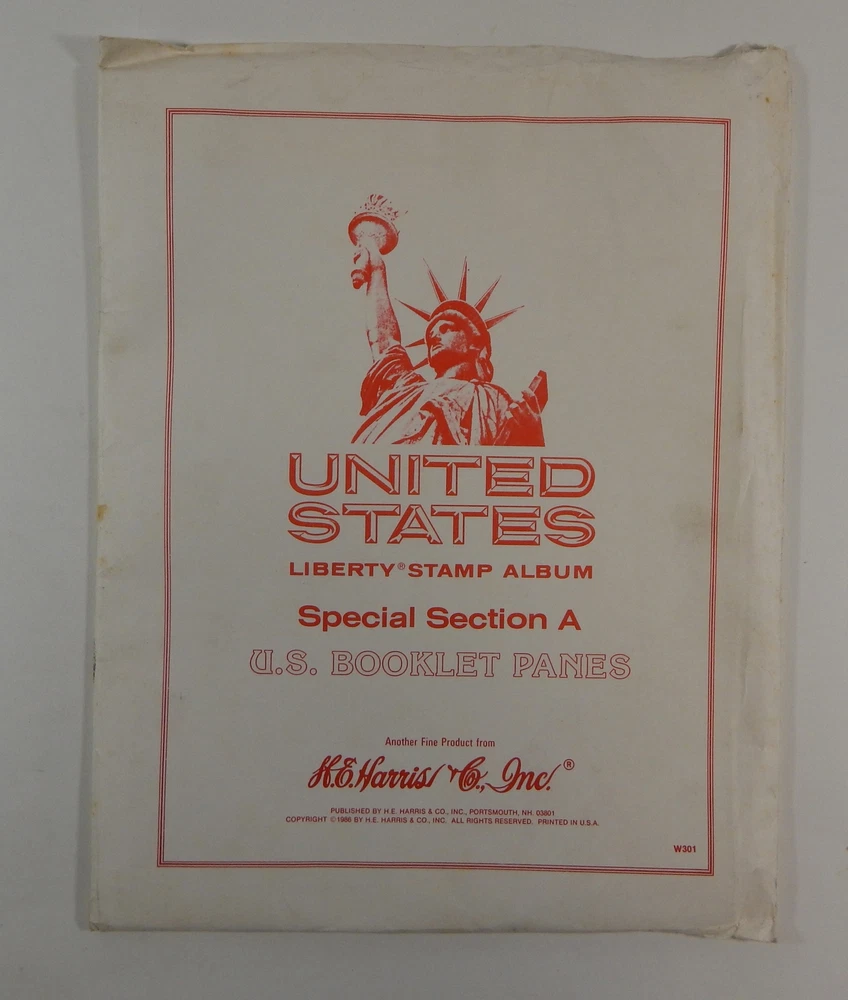 UNITED
STATES
LIBERTY® STAMP ALBUM
Special Section A
U.S. BOOKLET PANES
Another Fine Product from
H.E. Harris & Co., Inc.®
PUBLISHED BY H.E. HARRIS & CO., INC., PORTSMOUTH, NH. 03801
COPYRIGHT ©1986 BY H.E. HARRIS & CO., INC. ALL RIGHTS RESERVED. PRINTED IN U.S.A.
W301